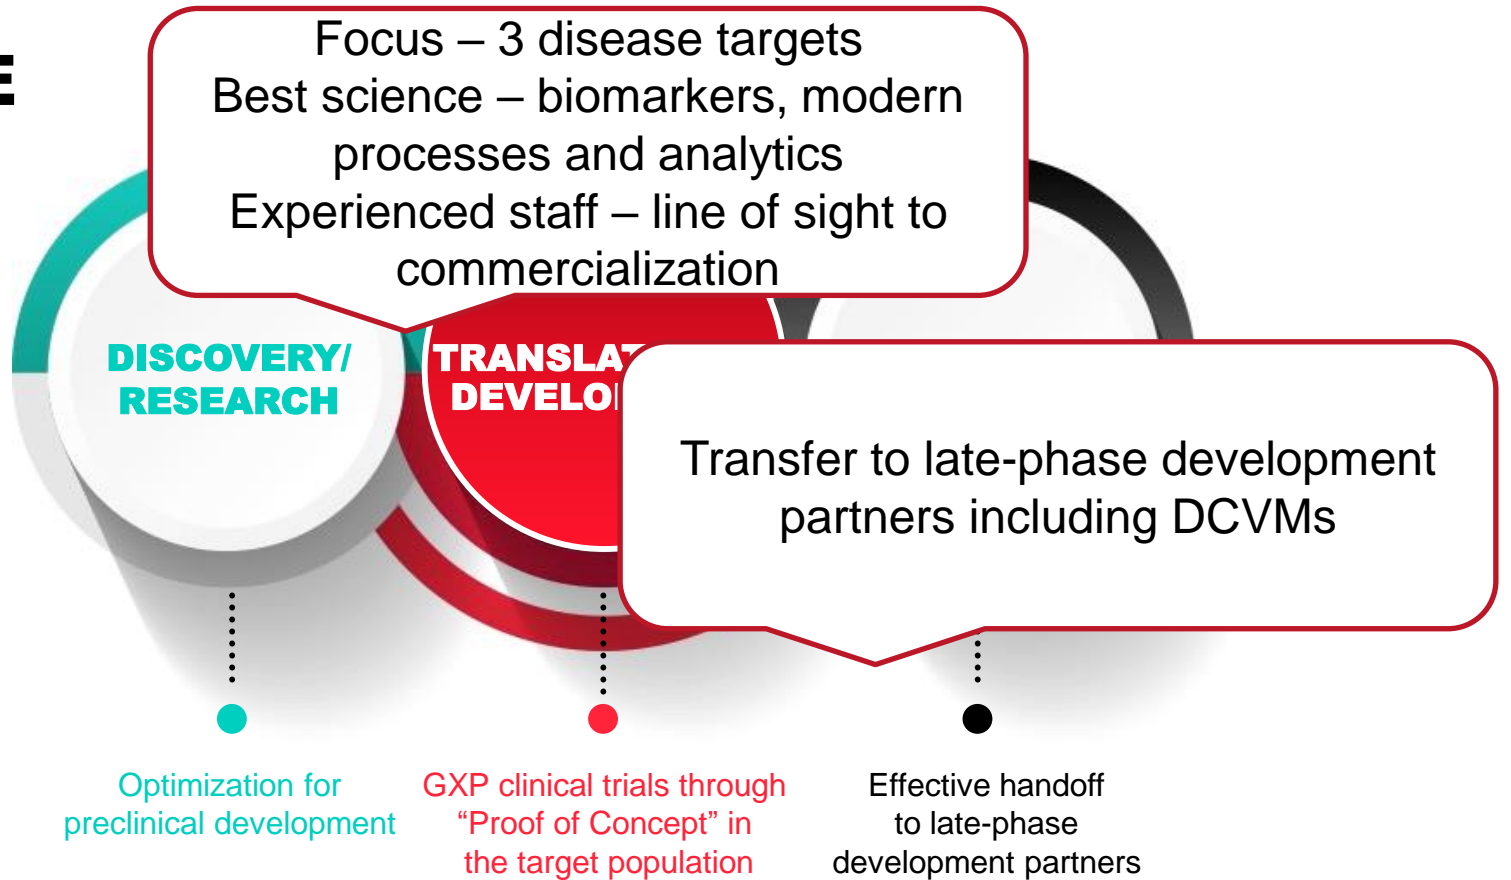 E
Focus – 3 disease targets
Best science – biomarkers, modern
processes and analytics
Experienced staff – line of sight to
commercialization
DISCOVERY/
RESEARCH
Transfer to late-phase development
partners including DCVMs
Optimization for
preclinical development
GXP clinical trials through
“Proof of Concept” in
the target population
Effective handoff
to late-phase
development partners